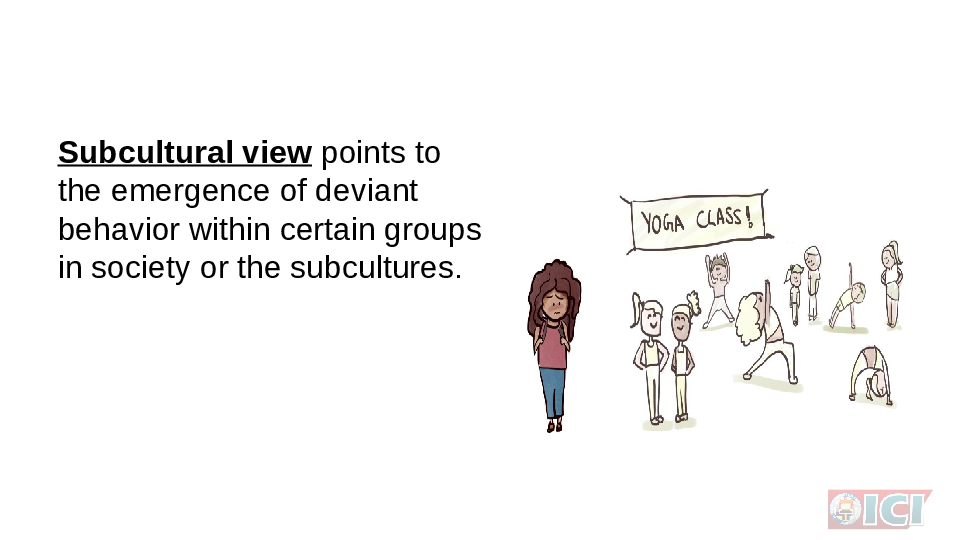 Subcultural view points to
the emergence of deviant
behavior within certain groups
in society or the subcultures.
YOGA CLASS!
ICI